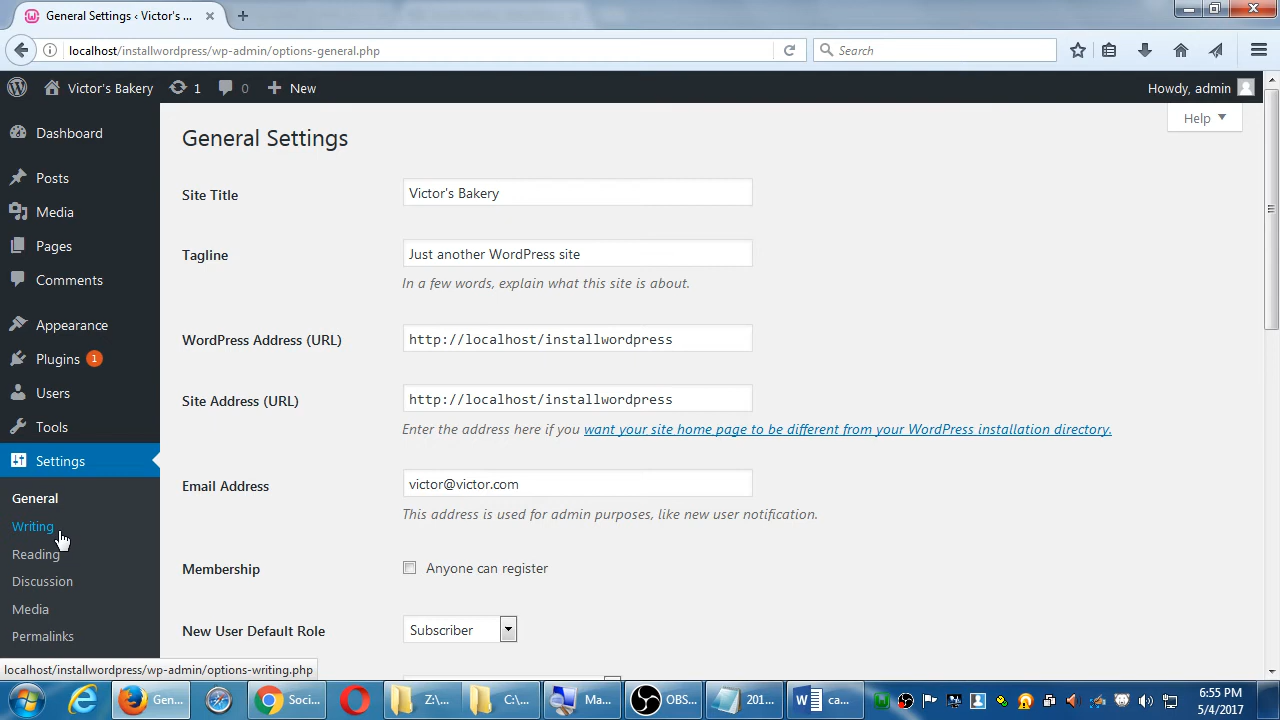 General Settings ‹ Victor's ...
localhost/installwordpress/wp-admin/options-general.php
Search
Victor's Bakery
1
0
New
Howdy, admin
Help
Dashboard
Posts
Media
Pages
Comments
Appearance
Plugins 1
Users
Tools
Settings
General
Writing
Reading
Discussion
Media
Permalinks
General Settings
Site Title
Victor's Bakery
Tagline
Just another WordPress site
In a few words, explain what this site is about.
WordPress Address (URL)
http://localhost/installwordpress
Site Address (URL)
http://localhost/installwordpress
Enter the address here if you want your site home page to be different from your WordPress installation directory.
Email Address
victor@victor.com
This address is used for admin purposes, like new user notification.
Membership
Anyone can register
New User Default Role
Subscriber
localhost/installwordpress/wp-admin/options-writing.php
Gen...
Soci...
Z:\...
C:\...
Ma...
OBS...
201...
ca...
6:55 PM
5/4/2017